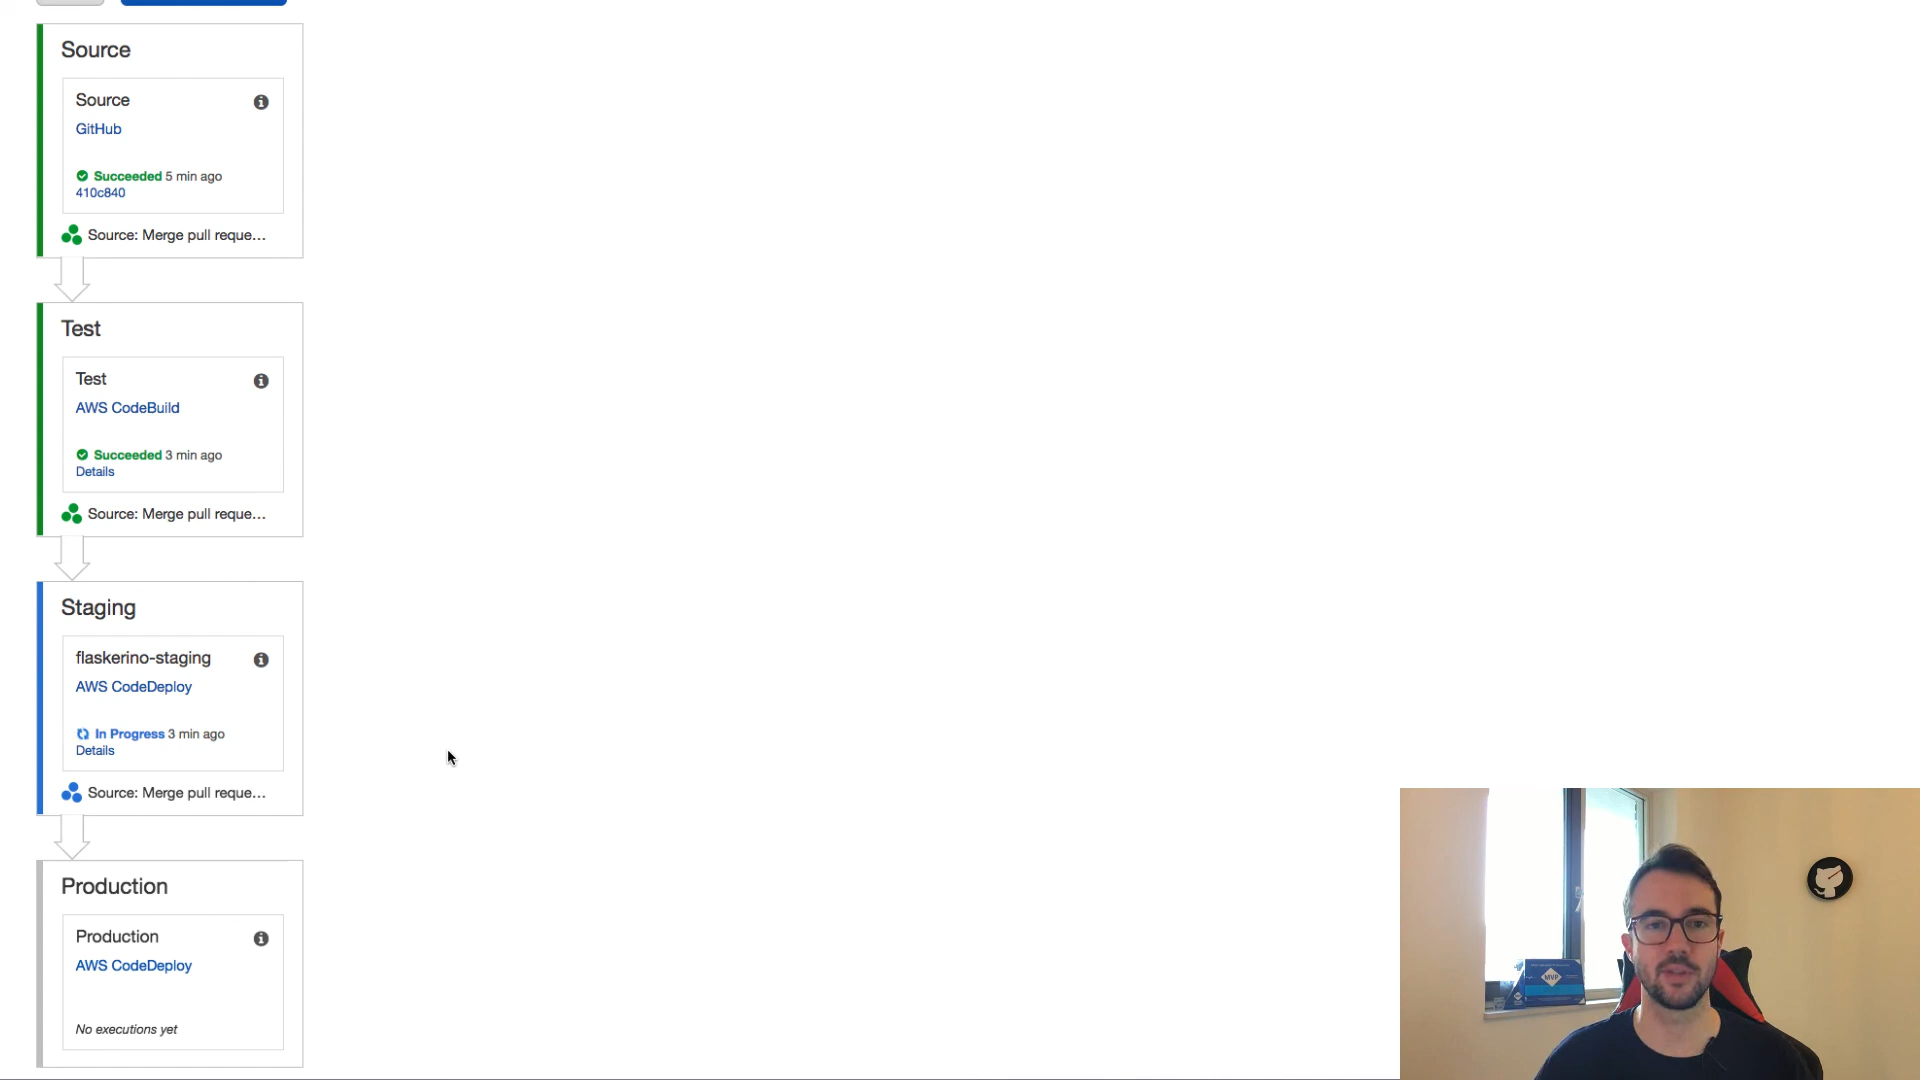 Source
Source
GitHub
Succeeded 5 min ago
410c840
Source: Merge pull reque...
Test
Test
AWS CodeBuild
Succeeded 3 min ago
Details
Source: Merge pull reque...
Staging
flaskerino-staging
AWS CodeDeploy
In Progress 3 min ago
Details
Source: Merge pull reque...
Production
Production
AWS CodeDeploy
No executions yet
MVP